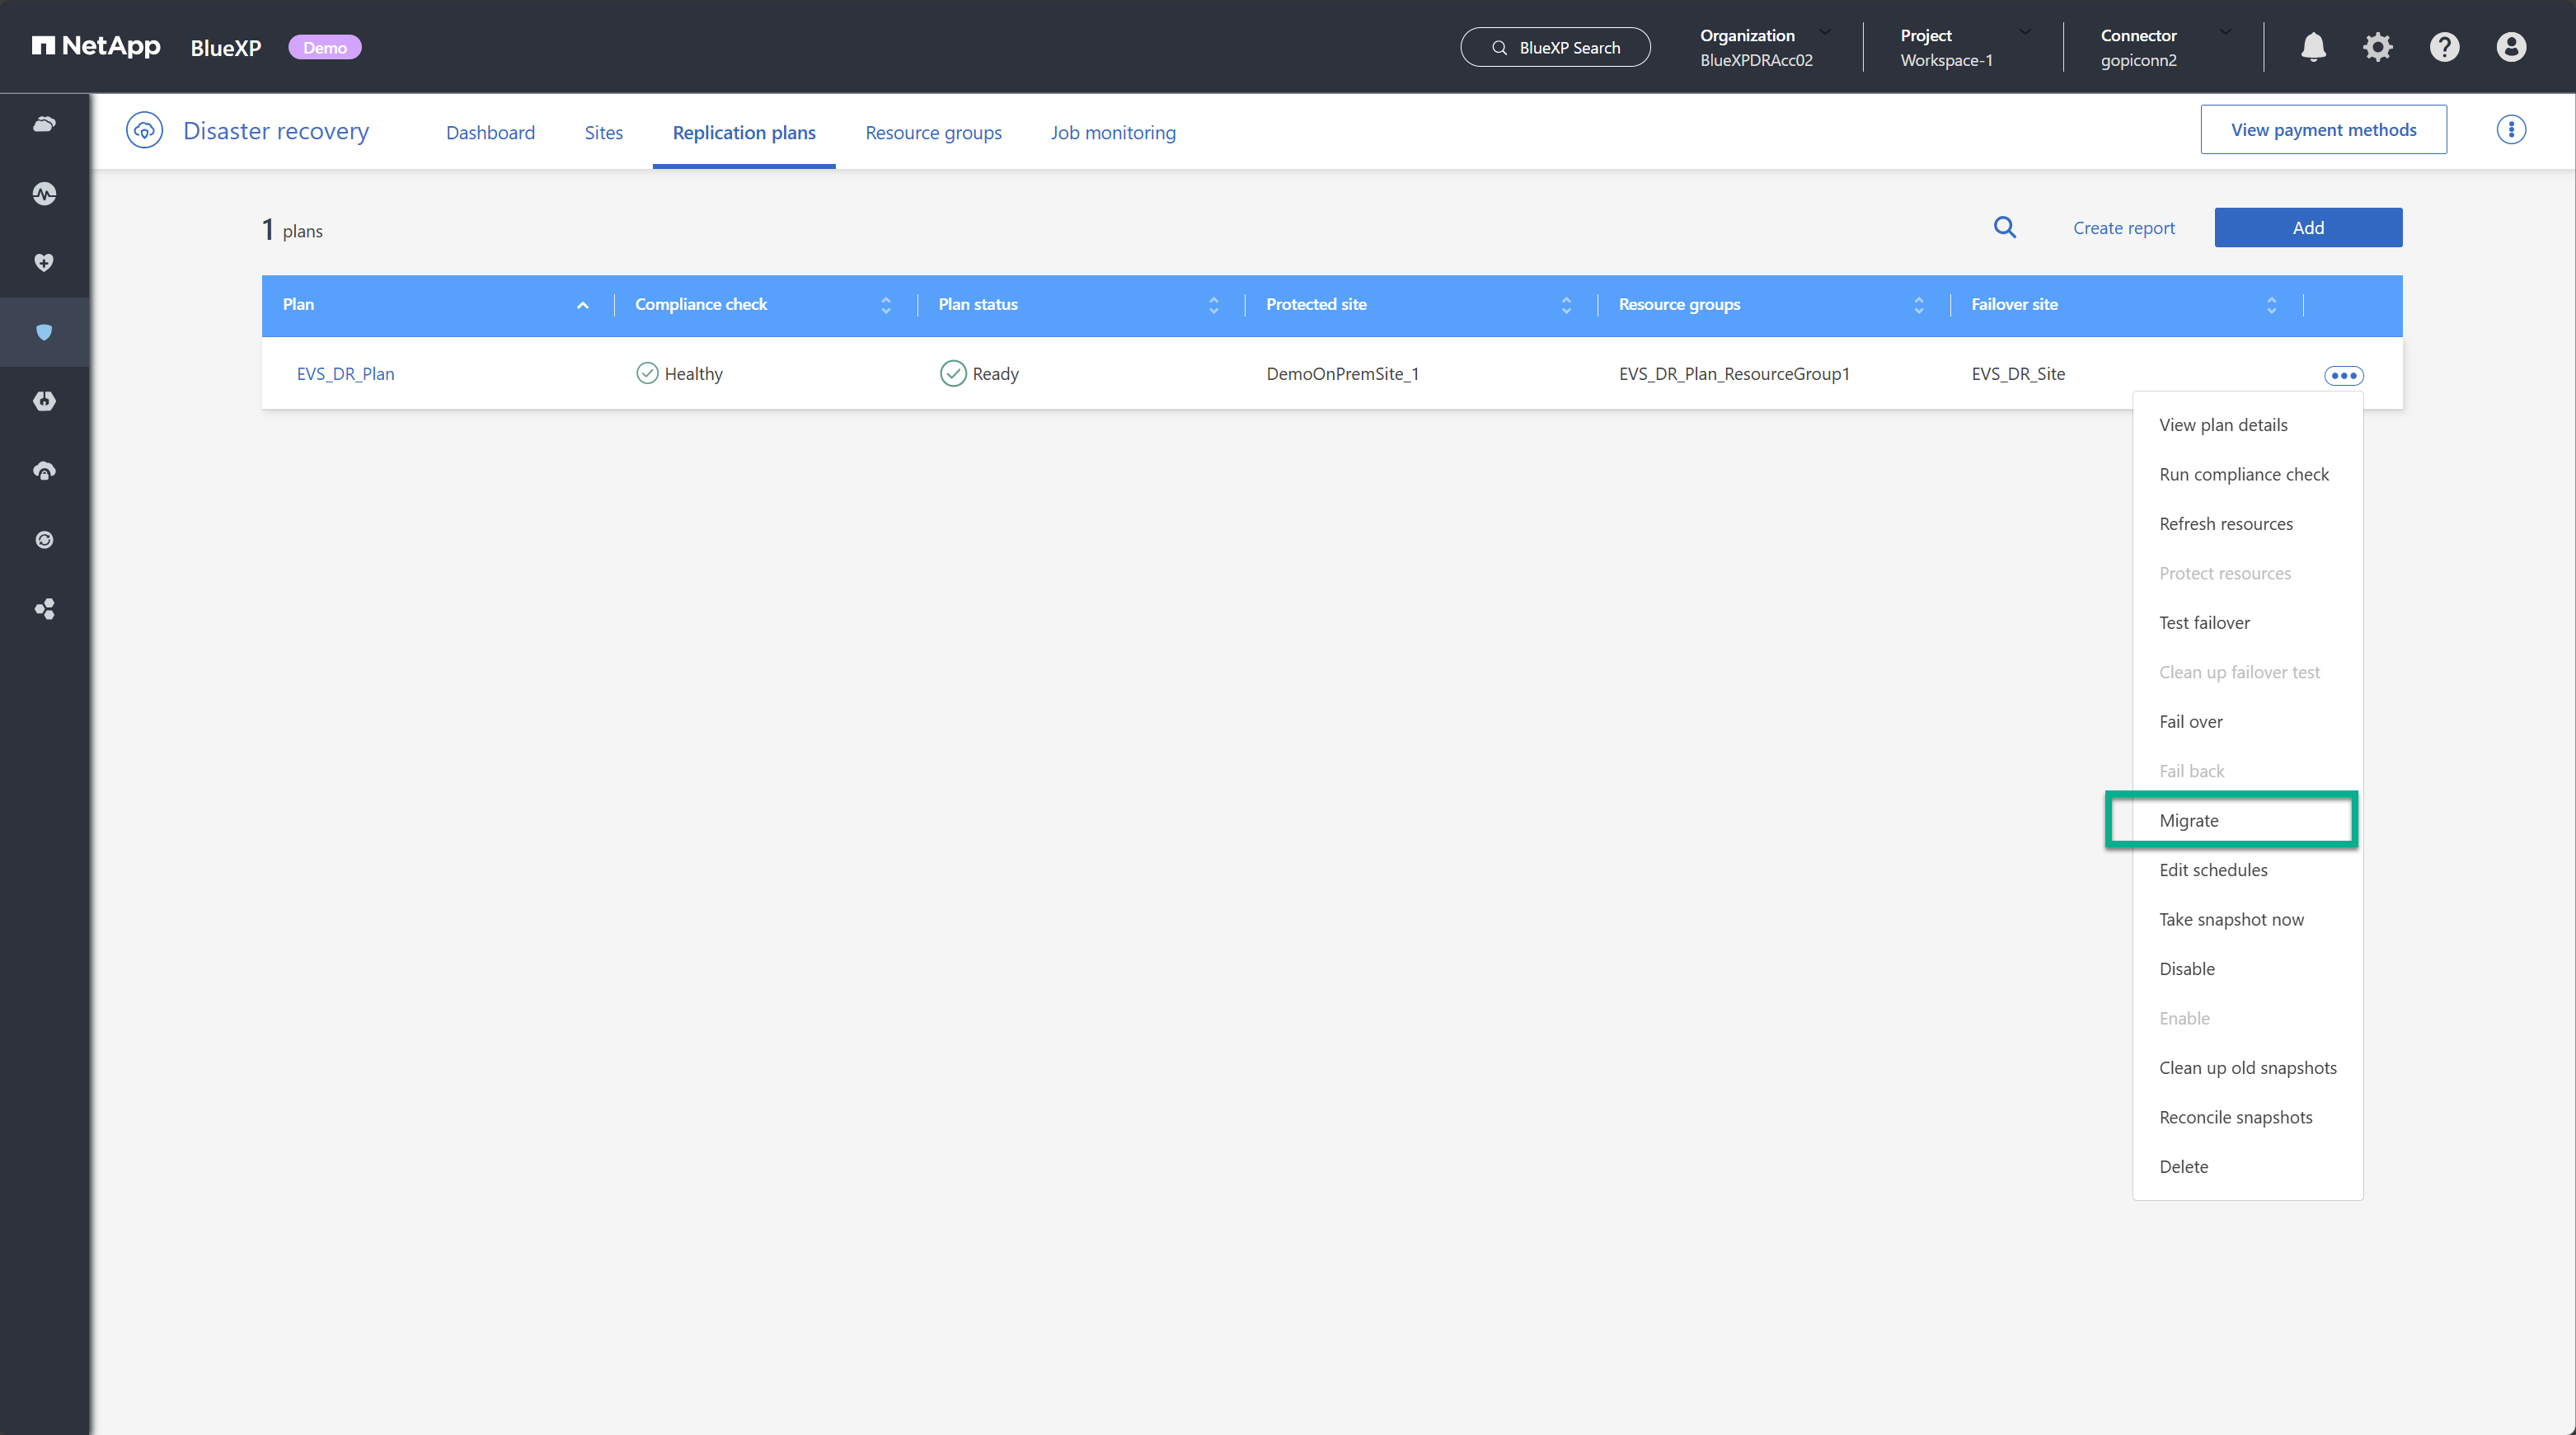 NetApp BlueXP Demo
BlueXP Search
Organization
BlueXPDRAcc02
Project
Workspace-1
Connector
gopiconn2
Disaster recovery
Dashboard
Sites
Replication plans
Resource groups
Job monitoring
View payment methods
1 plans
Create report
Add
Plan
Compliance check
Plan status
Protected site
Resource groups
Failover site
EVS_DR_Plan
Healthy
Ready
DemoOnPremSite_1
EVS_DR_Plan_ResourceGroup1
EVS_DR_Site
View plan details
Run compliance check
Refresh resources
Protect resources
Test failover
Clean up failover test
Fail over
Fail back
Migrate
Edit schedules
Take snapshot now
Disable
Enable
Clean up old snapshots
Reconcile snapshots
Delete